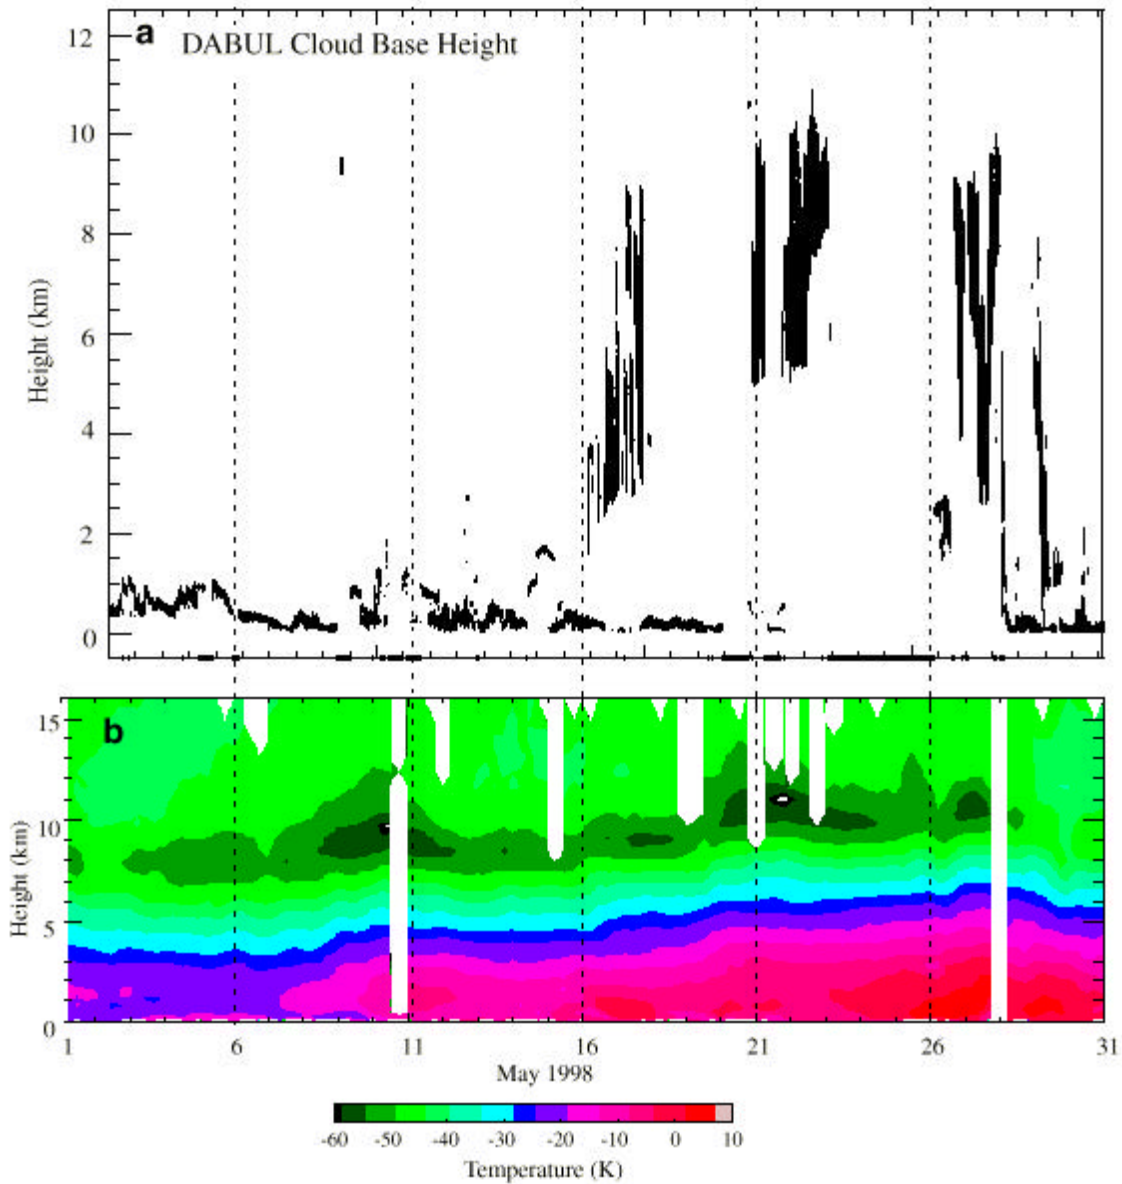 a DABUL Cloud Base Height
12
10
8
6
4
2
0
Height (km)
b
15
10
5
0
Height (km)
1 6 11 16 21 26 31
May 1998
-60 -50 -40 -30 -20 -10 0 10
Temperature (K)